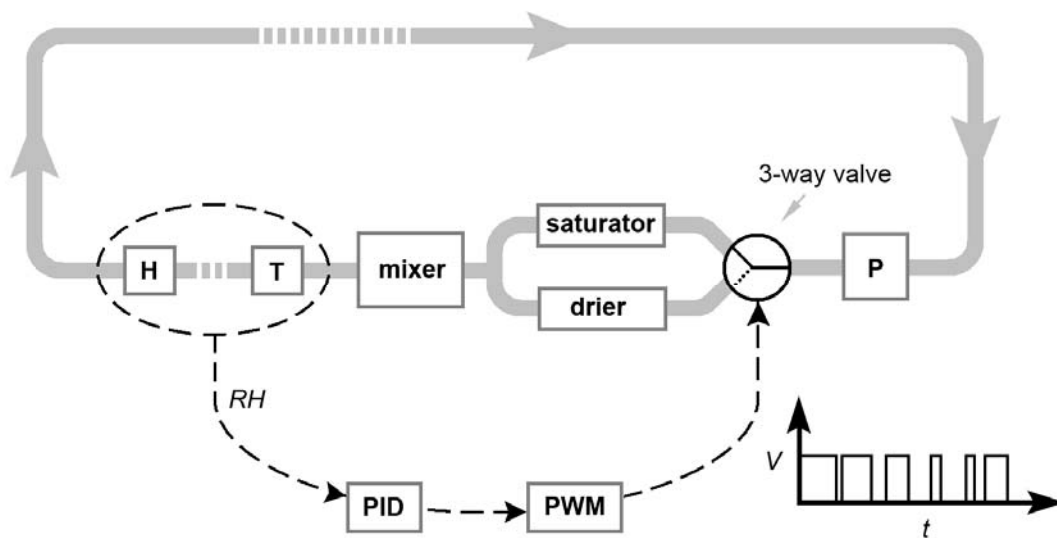 3-way valve
saturator
H
T
mixer
P
drier
RH
V
PID
PWM
t